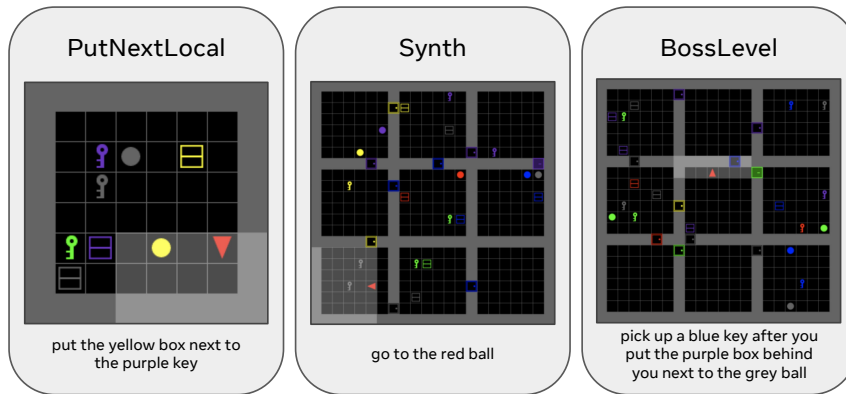 PutNextLocal
put the yellow box next to
the purple key
Synth
go to the red ball
BossLevel
pick up a blue key after you
put the purple box behind
you next to the grey ball